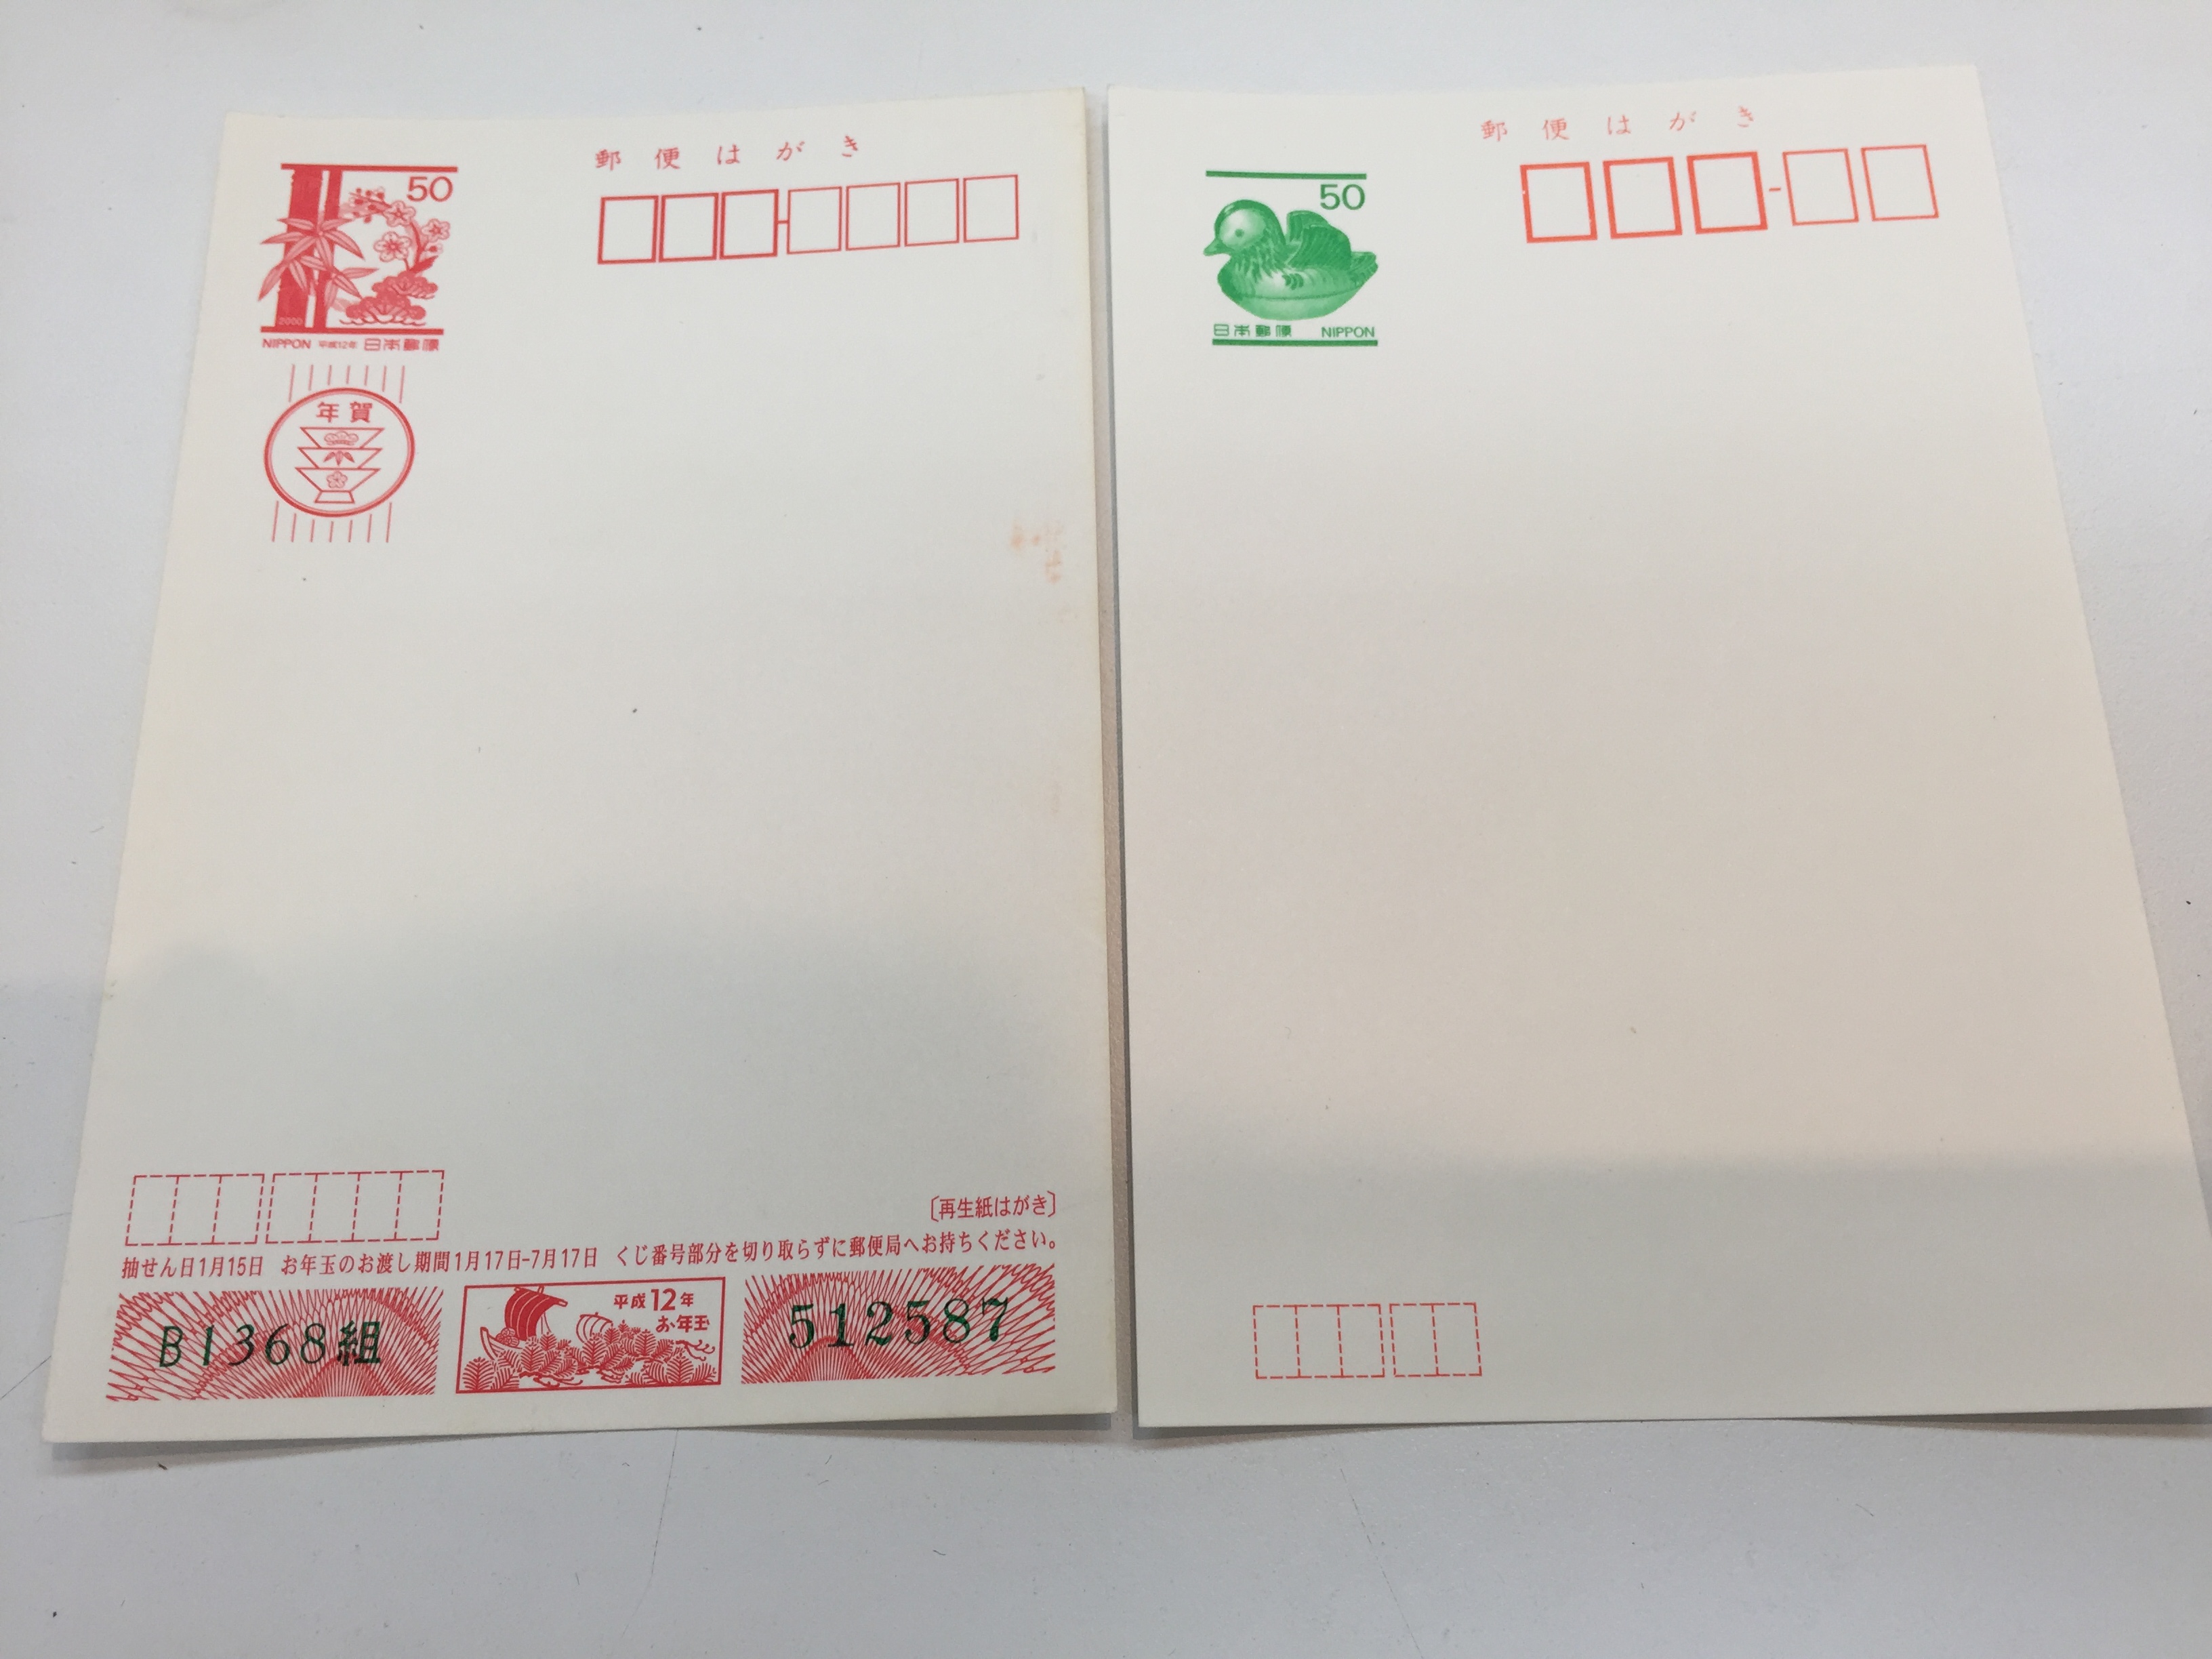 郵便はがき
50
2000
NIPPON 平成12年 日本郵便
年賀
〔再生紙はがき〕
抽せん日1月15日 お年玉のお渡し期間1月17日-7月17日 くじ番号部分を切り取らずに郵便局へお持ちください。
B1368組
平成12年
お年玉
512587
郵便はがき
50
日本郵便 NIPPON